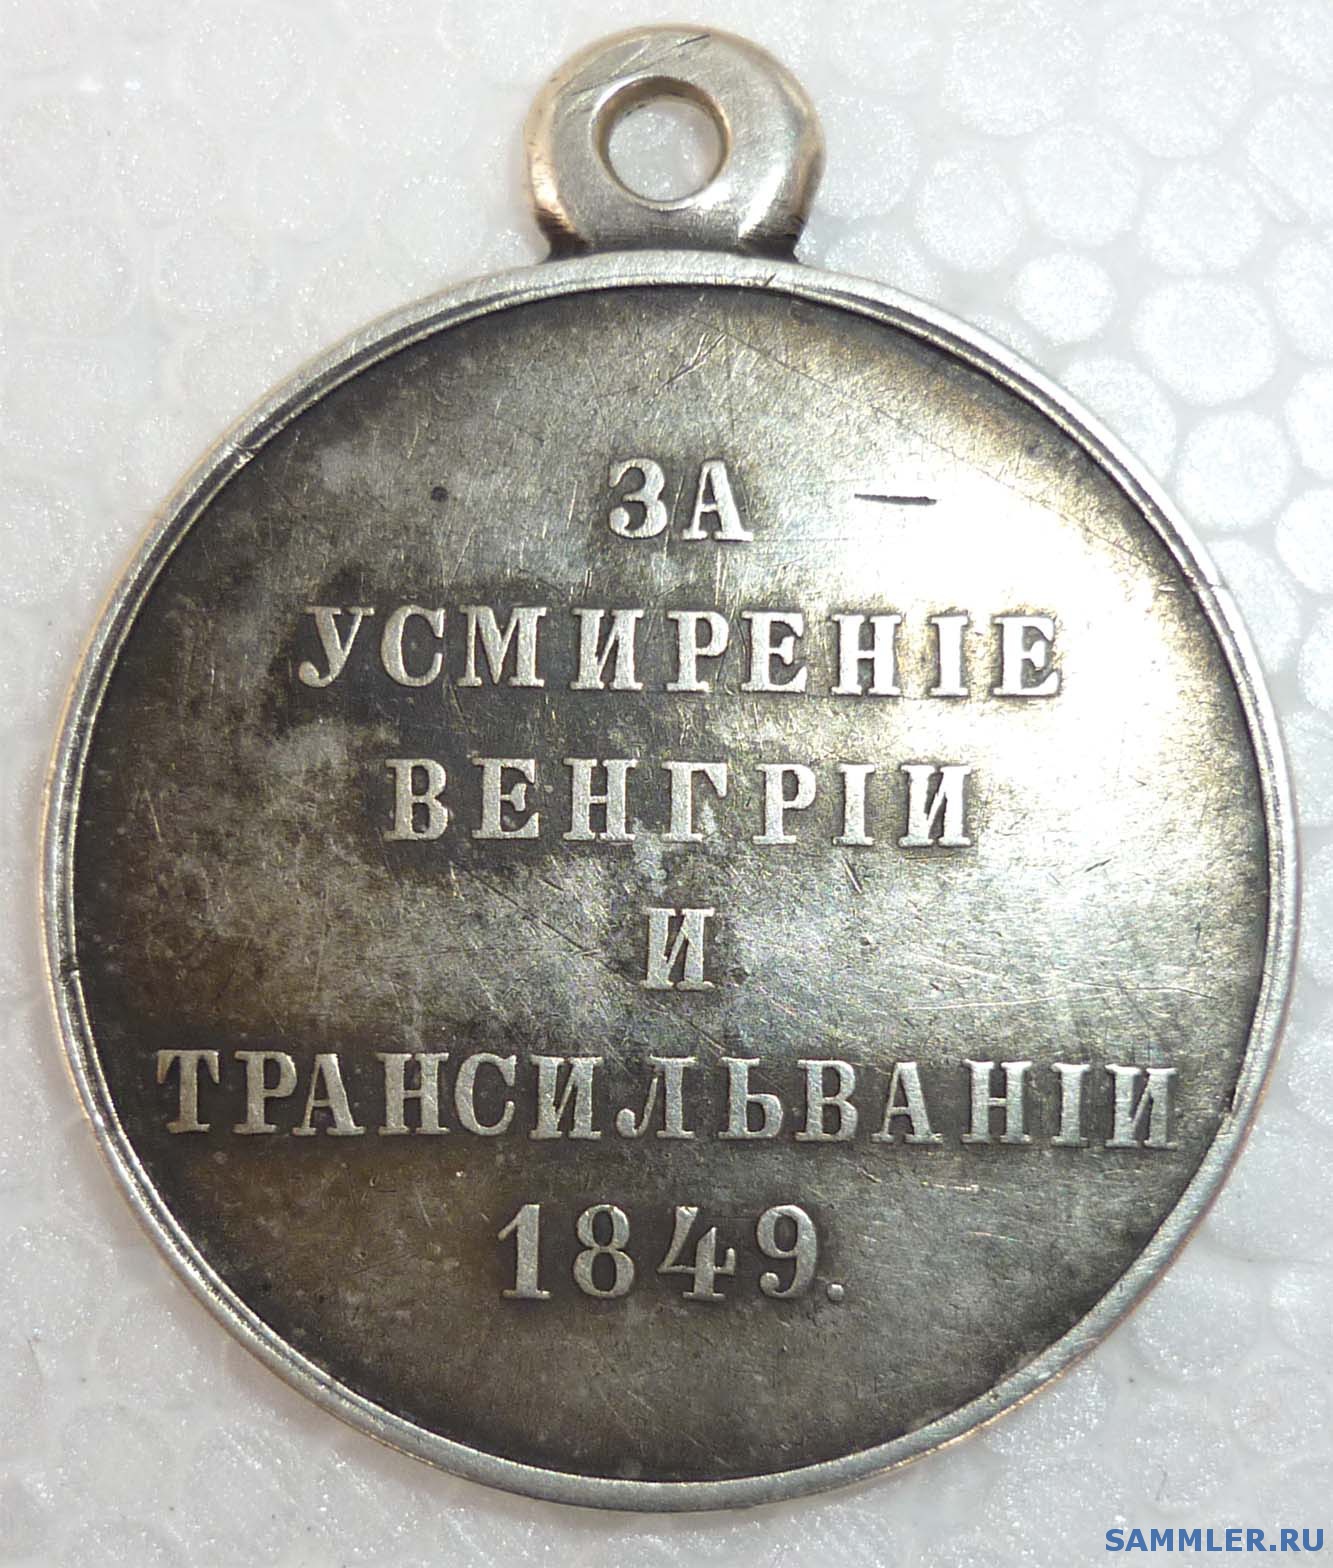 ЗА
УСМИРЕНІЕ
ВЕНГРІИ
И
ТРАНСИЛЬВАНІИ
1849.
SAMMLER.RU